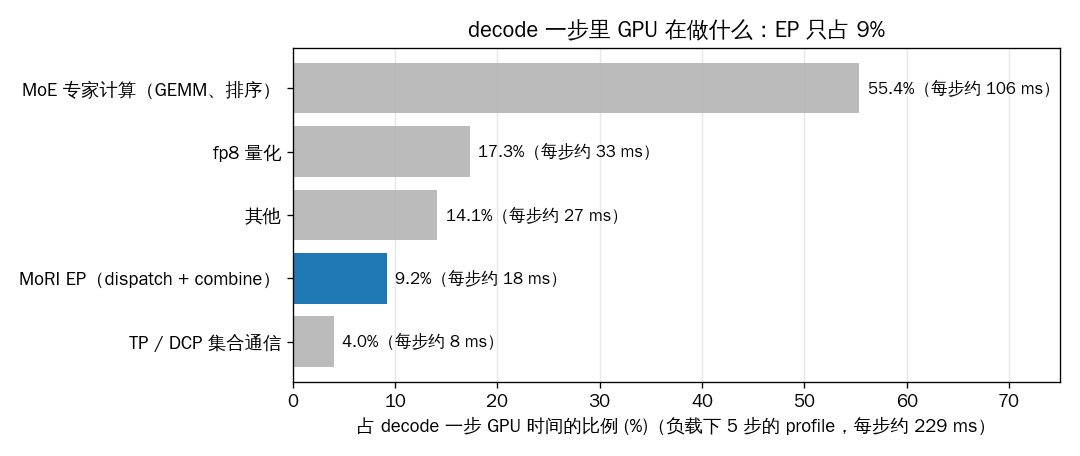 decode 一步里 GPU 在做什么：EP 只占 9%
MoE 专家计算（GEMM、排序） 55.4%（每步约 106 ms）
fp8 量化 17.3%（每步约 33 ms）
其他 14.1%（每步约 27 ms）
MoRI EP（dispatch + combine） 9.2%（每步约 18 ms）
TP / DCP 集合通信 4.0%（每步约 8 ms）
0 10 20 30 40 50 60 70
占 decode 一步 GPU 时间的比例 (%)（负载下 5 步的 profile，每步约 229 ms）